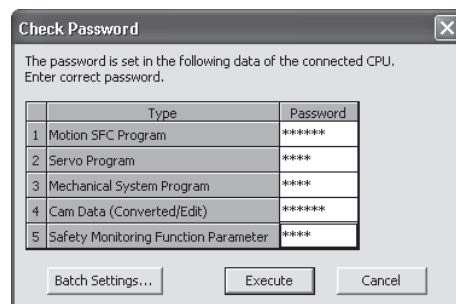 Check Password
The password is set in the following data of the connected CPU.
Enter correct password.
Type Password
1 Motion SFC Program ******
2 Servo Program ****
3 Mechanical System Program ****
4 Cam Data (Converted/Edit) ******
5 Safety Monitoring Function Parameter ****
Batch Settings... Execute Cancel